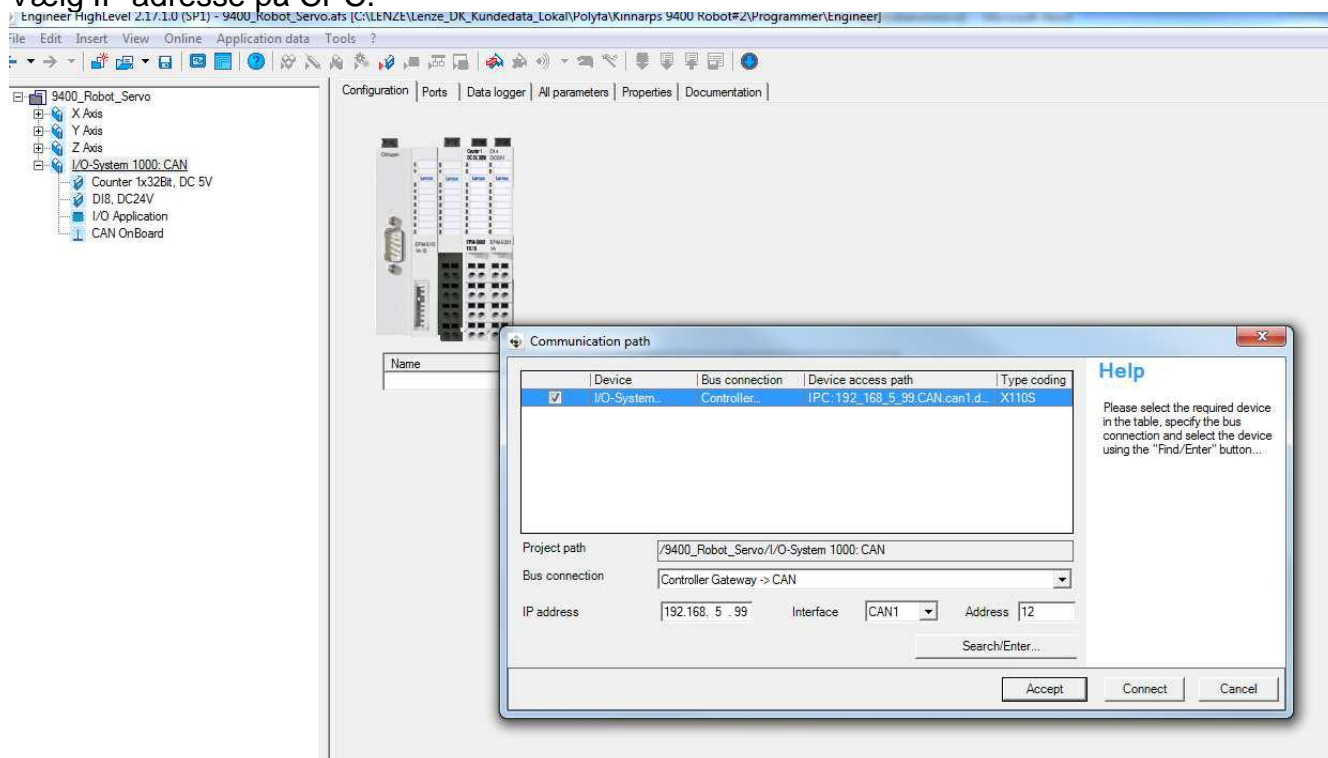 Vælg IP adresse på CPC.
Engineer HighLevel 2.17.1.0 (SP1) - 9400_Robot_Servo.afs [C:\LENZE\Lenze_DK_Kundedata_Lokal\Polyfa\Kinnarps 9400 Robot#2\Programmer\Engineer]
File Edit Insert View Online Application data Tools ?
Configuration Ports Data logger All parameters Properties Documentation
9400_Robot_Servo
X Axis
Y Axis
Z Axis
I/O-System 1000: CAN
Counter 1x32Bit, DC 5V
DI8, DC24V
I/O Application
CAN OnBoard
Name
Communication path
Device Bus connection Device access path Type coding
I/O-System... Controller... IPC:192_168_5_99.CAN.can1.d... X110S
Project path /9400_Robot_Servo/I/O-System 1000: CAN
Bus connection Controller Gateway -> CAN
IP address 192.168. 5 . 99 Interface CAN1 Address 12
Search/Enter...
Help
Please select the required device
in the table, specify the bus
connection and select the device
using the "Find/Enter" button...
Accept Connect Cancel